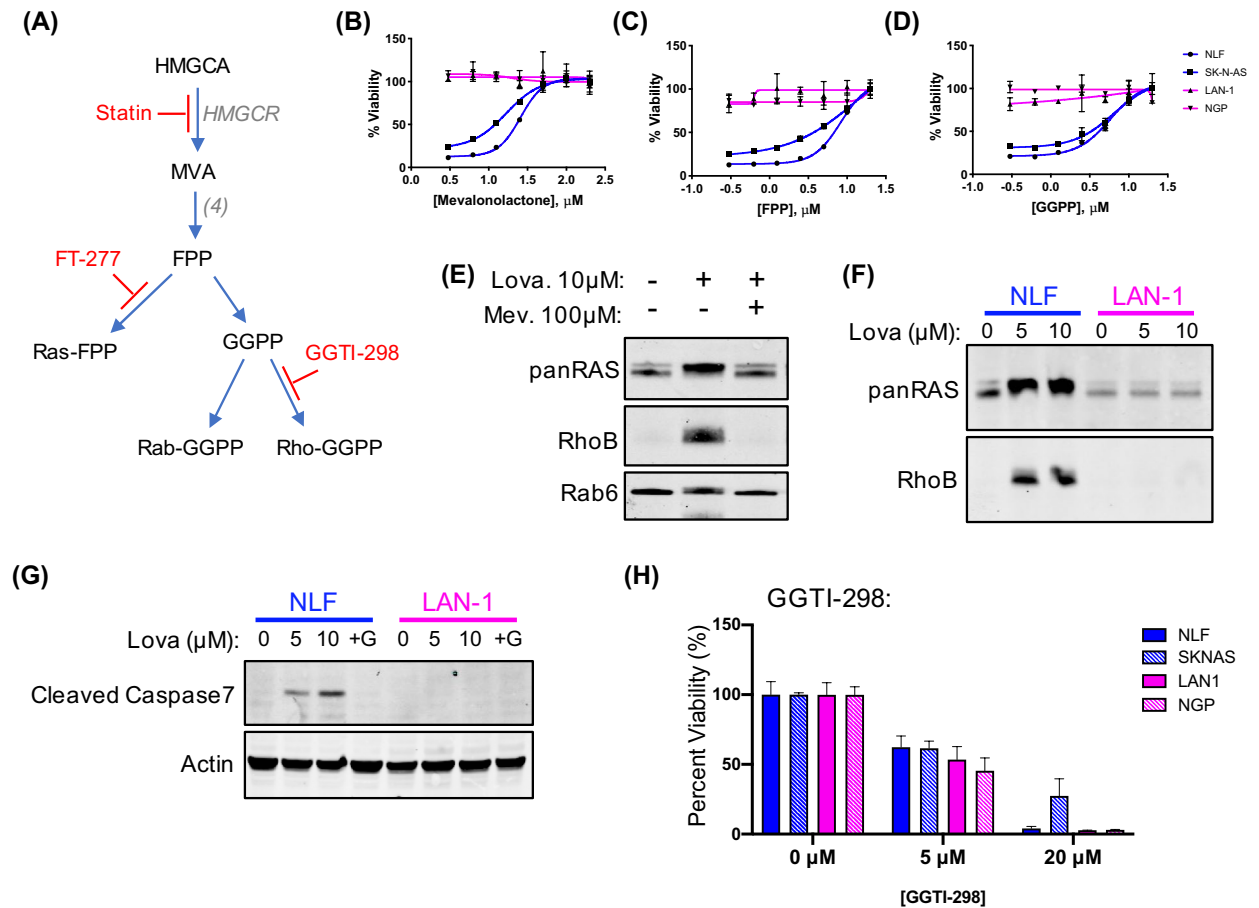 (A)
HMGCA
Statin
HMGCR
MVA
(4)
FT-277
FPP
Ras-FPP
GGPP
GGTI-298
Rab-GGPP
Rho-GGPP
(B)
% Viability
150
100
50
0
0.0 0.5 1.0 1.5 2.0 2.5
[Mevalonolactone], μM
(C)
% Viability
150
100
50
0
-1.0 -0.5 0.0 0.5 1.0 1.5
[FPP], μM
(D)
% Viability
150
100
50
0
-1.0 -0.5 0.0 0.5 1.0 1.5
[GGPP], μM
NLF
SK-N-AS
LAN-1
NGP
(E)
Lova. 10μM: - + +
Mev. 100μM: - - +
panRAS
RhoB
Rab6
(F)
NLF LAN-1
Lova (μM): 0 5 10 0 5 10
panRAS
RhoB
(G)
NLF LAN-1
Lova (μM): 0 5 10 +G 0 5 10 +G
Cleaved Caspase7
Actin
(H)
GGTI-298:
Percent Viability (%)
150
100
50
0
0 μM 5 μM 20 μM
[GGTI-298]
NLF
SKNAS
LAN1
NGP